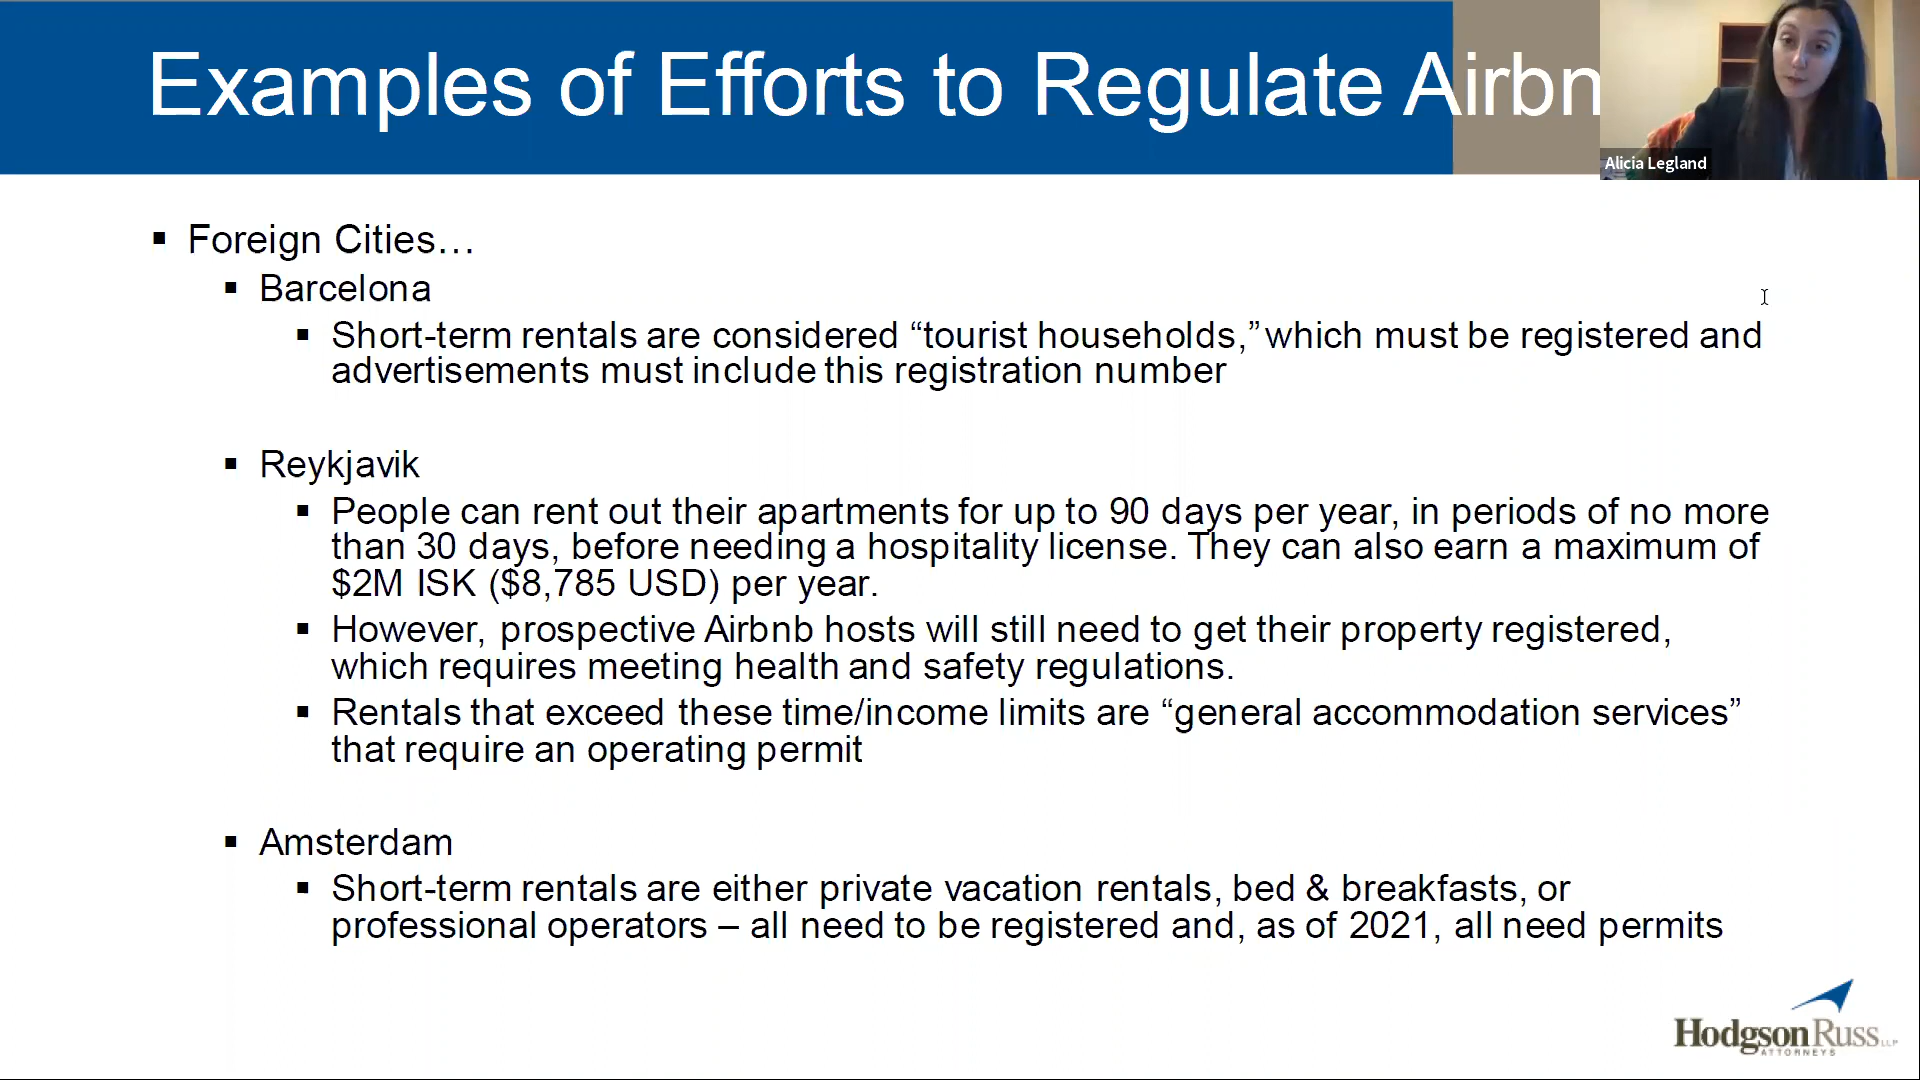 Examples of Efforts to Regulate Airbn
Alicia Legland
Foreign Cities…
Barcelona
Short-term rentals are considered “tourist households,” which must be registered and
advertisements must include this registration number
Reykjavik
People can rent out their apartments for up to 90 days per year, in periods of no more
than 30 days, before needing a hospitality license. They can also earn a maximum of
$2M ISK ($8,785 USD) per year.
However, prospective Airbnb hosts will still need to get their property registered,
which requires meeting health and safety regulations.
Rentals that exceed these time/income limits are “general accommodation services”
that require an operating permit
Amsterdam
Short-term rentals are either private vacation rentals, bed & breakfasts, or
professional operators – all need to be registered and, as of 2021, all need permits
HodgsonRuss LLP
ATTORNEYS